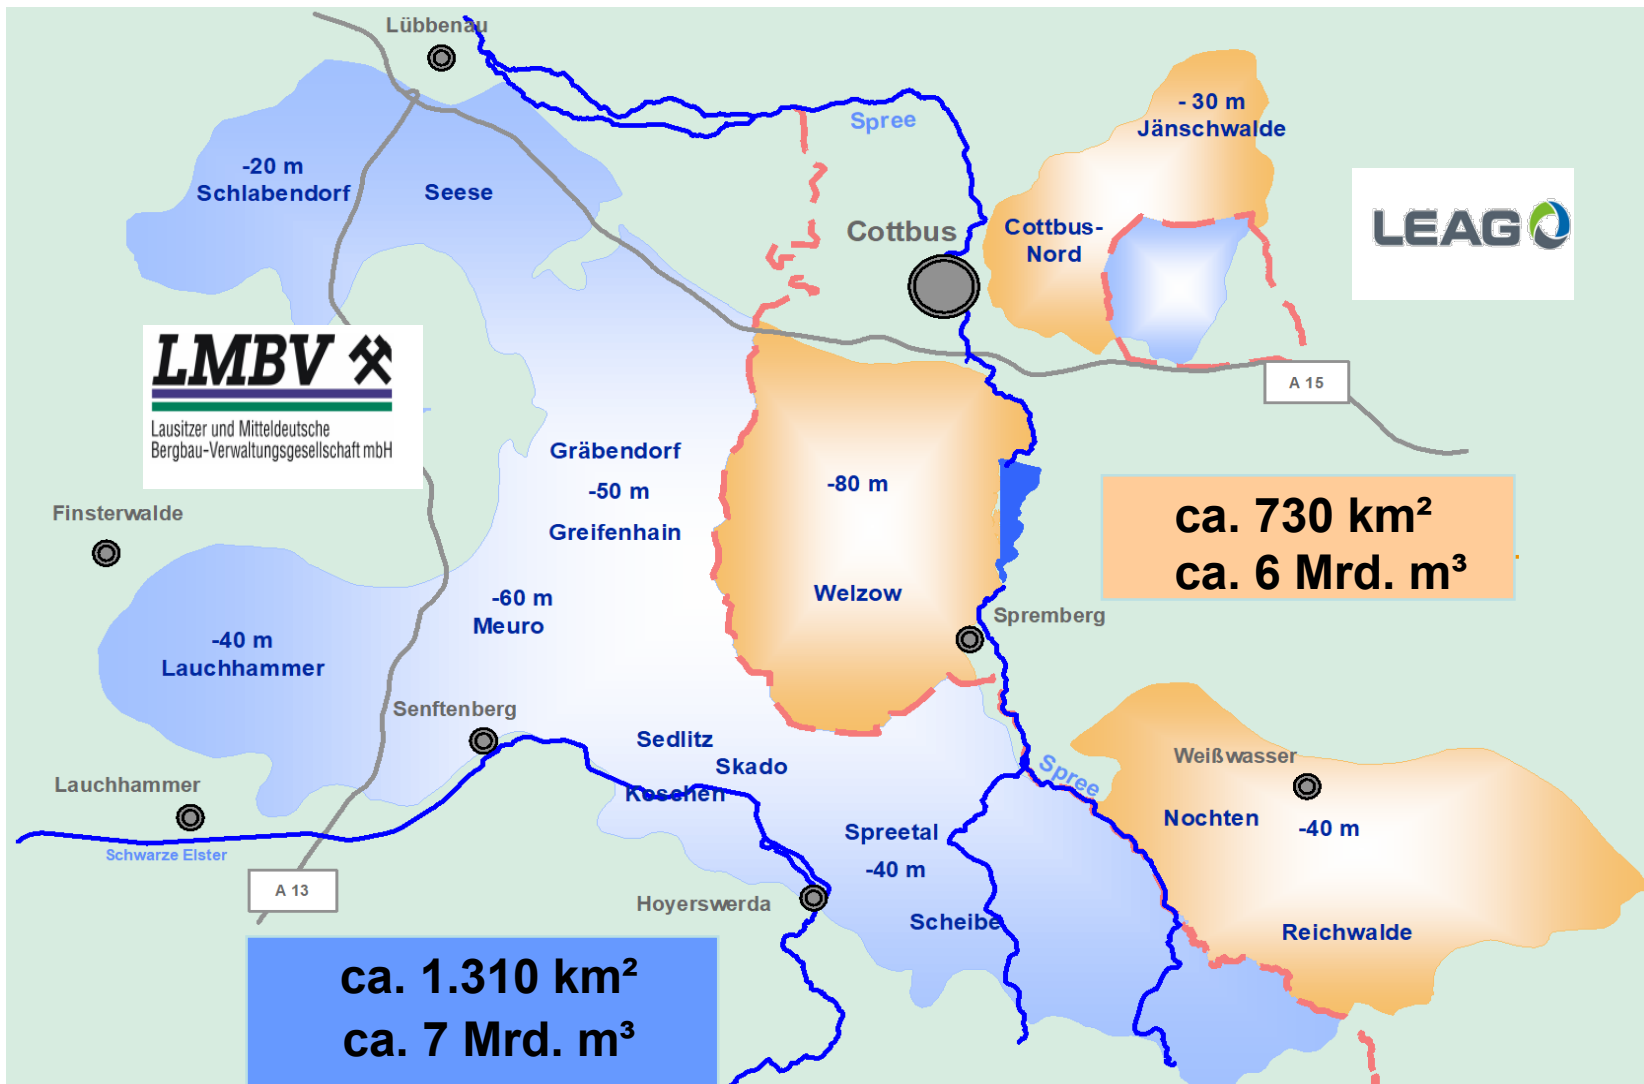 Lübbenau
- 30 m
Jänschwalde
Spree
-20 m
Schlabendorf
Seese
Cottbus
Cottbus-
Nord
LEAG
LMBV
Lausitzer und Mitteldeutsche
Bergbau-Verwaltungsgesellschaft mbH
A 15
Gräbendorf
-50 m
Greifenhain
-80 m
Welzow
ca. 730 km²
ca. 6 Mrd. m³
Finsterwalde
-60 m
Meuro
Spremberg
-40 m
Lauchhammer
Senftenberg
Sedlitz
Skado
Koschen
Spree
Weißwasser
Nochten
-40 m
Lauchhammer
Schwarze Elster
Spreetal
-40 m
A 13
Hoyerswerda
Scheibe
Reichwalde
ca. 1.310 km²
ca. 7 Mrd. m³